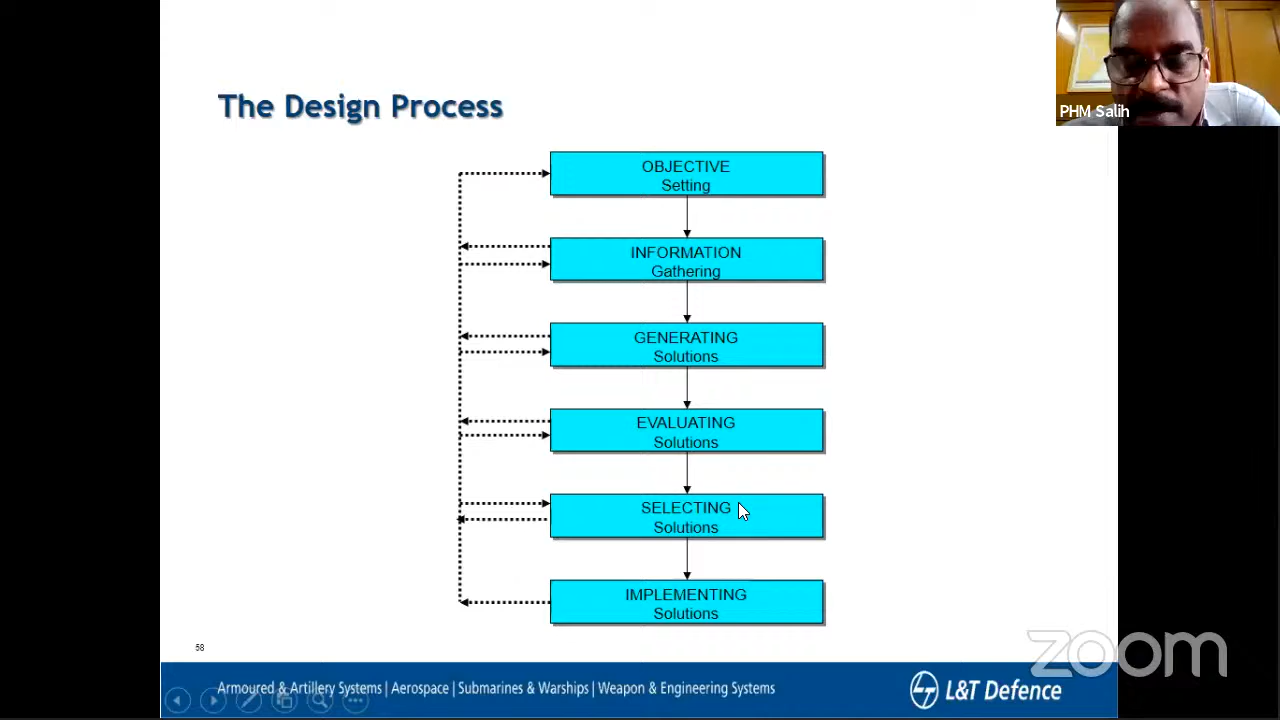 The Design Process
PHM Salih
OBJECTIVE
Setting
INFORMATION
Gathering
GENERATING
Solutions
EVALUATING
Solutions
SELECTING
Solutions
IMPLEMENTING
Solutions
58
zoom
Armoured & Artillery Systems | Aerospace | Submarines & Warships | Weapon & Engineering Systems
L&T Defence